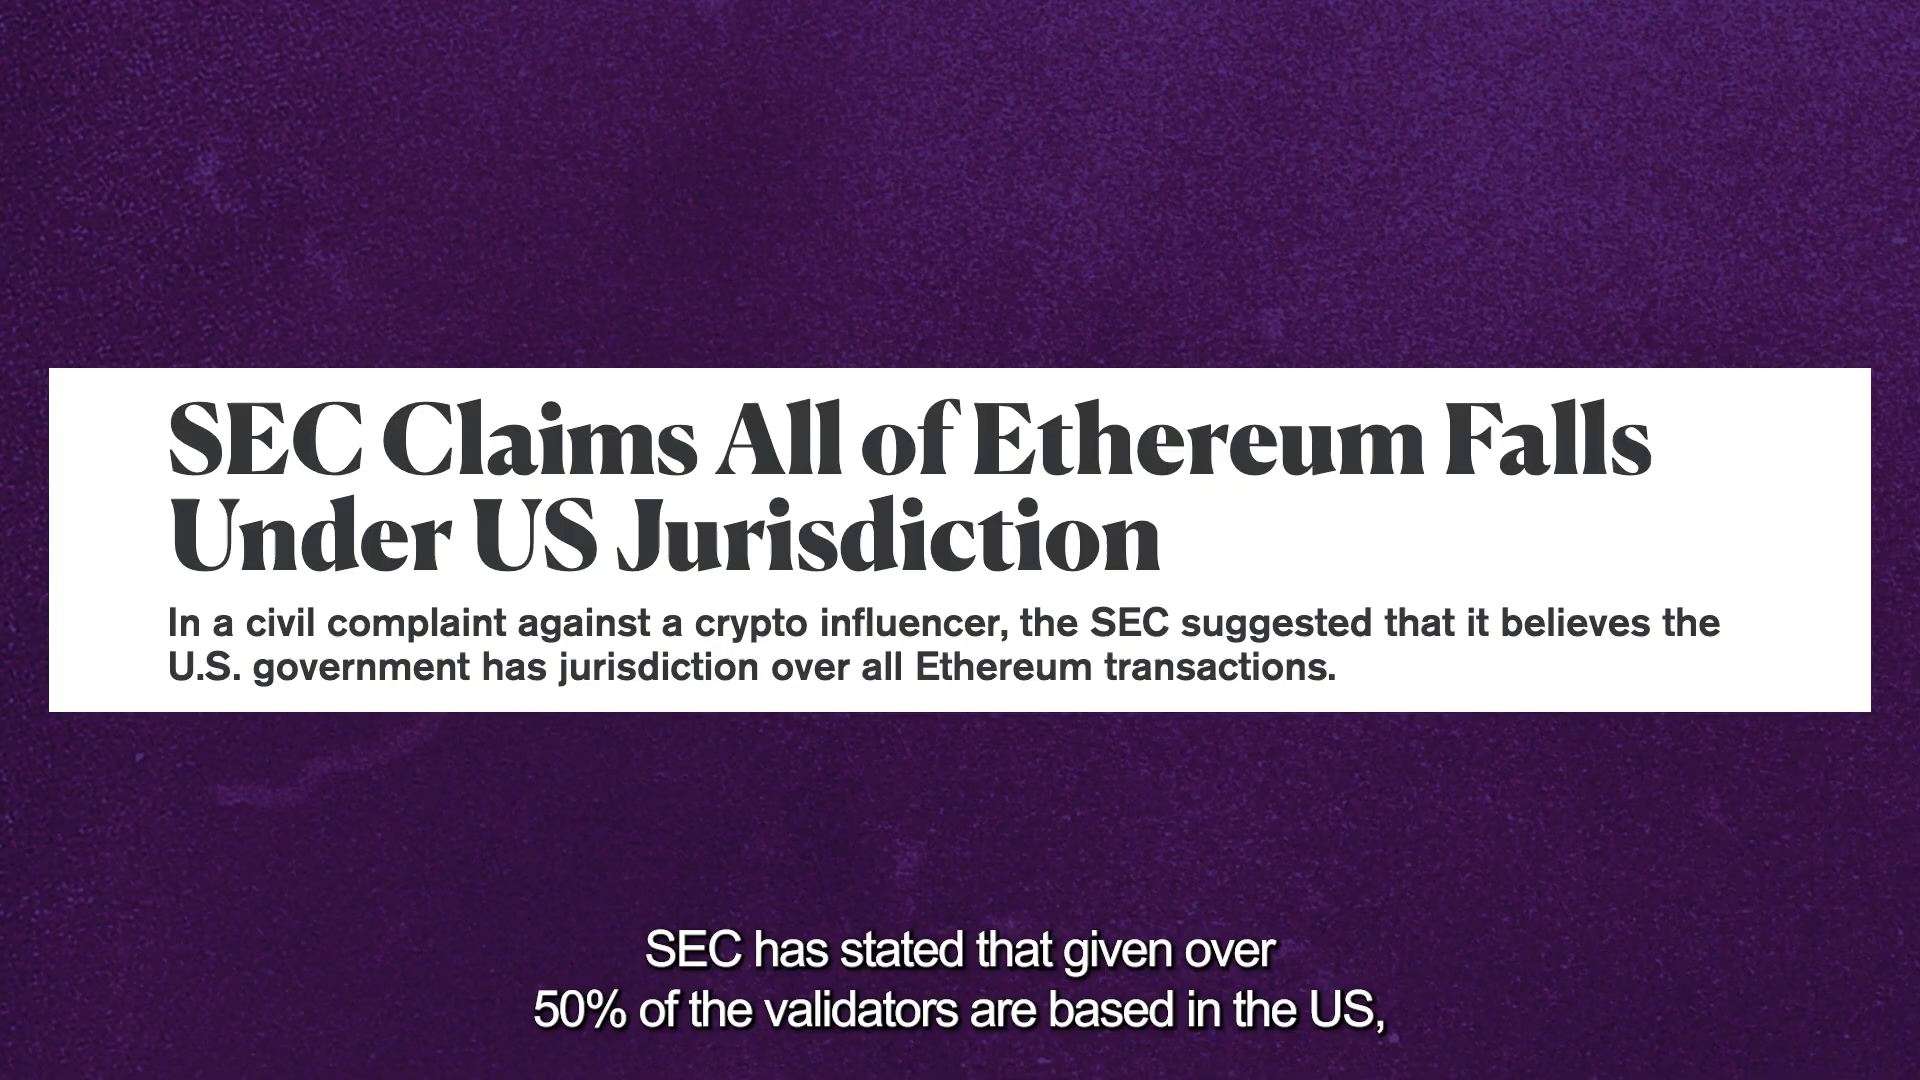 SEC Claims All of Ethereum Falls
Under US Jurisdiction
In a civil complaint against a crypto influencer, the SEC suggested that it believes the
U.S. government has jurisdiction over all Ethereum transactions.
SEC has stated that given over
50% of the validators are based in the US,